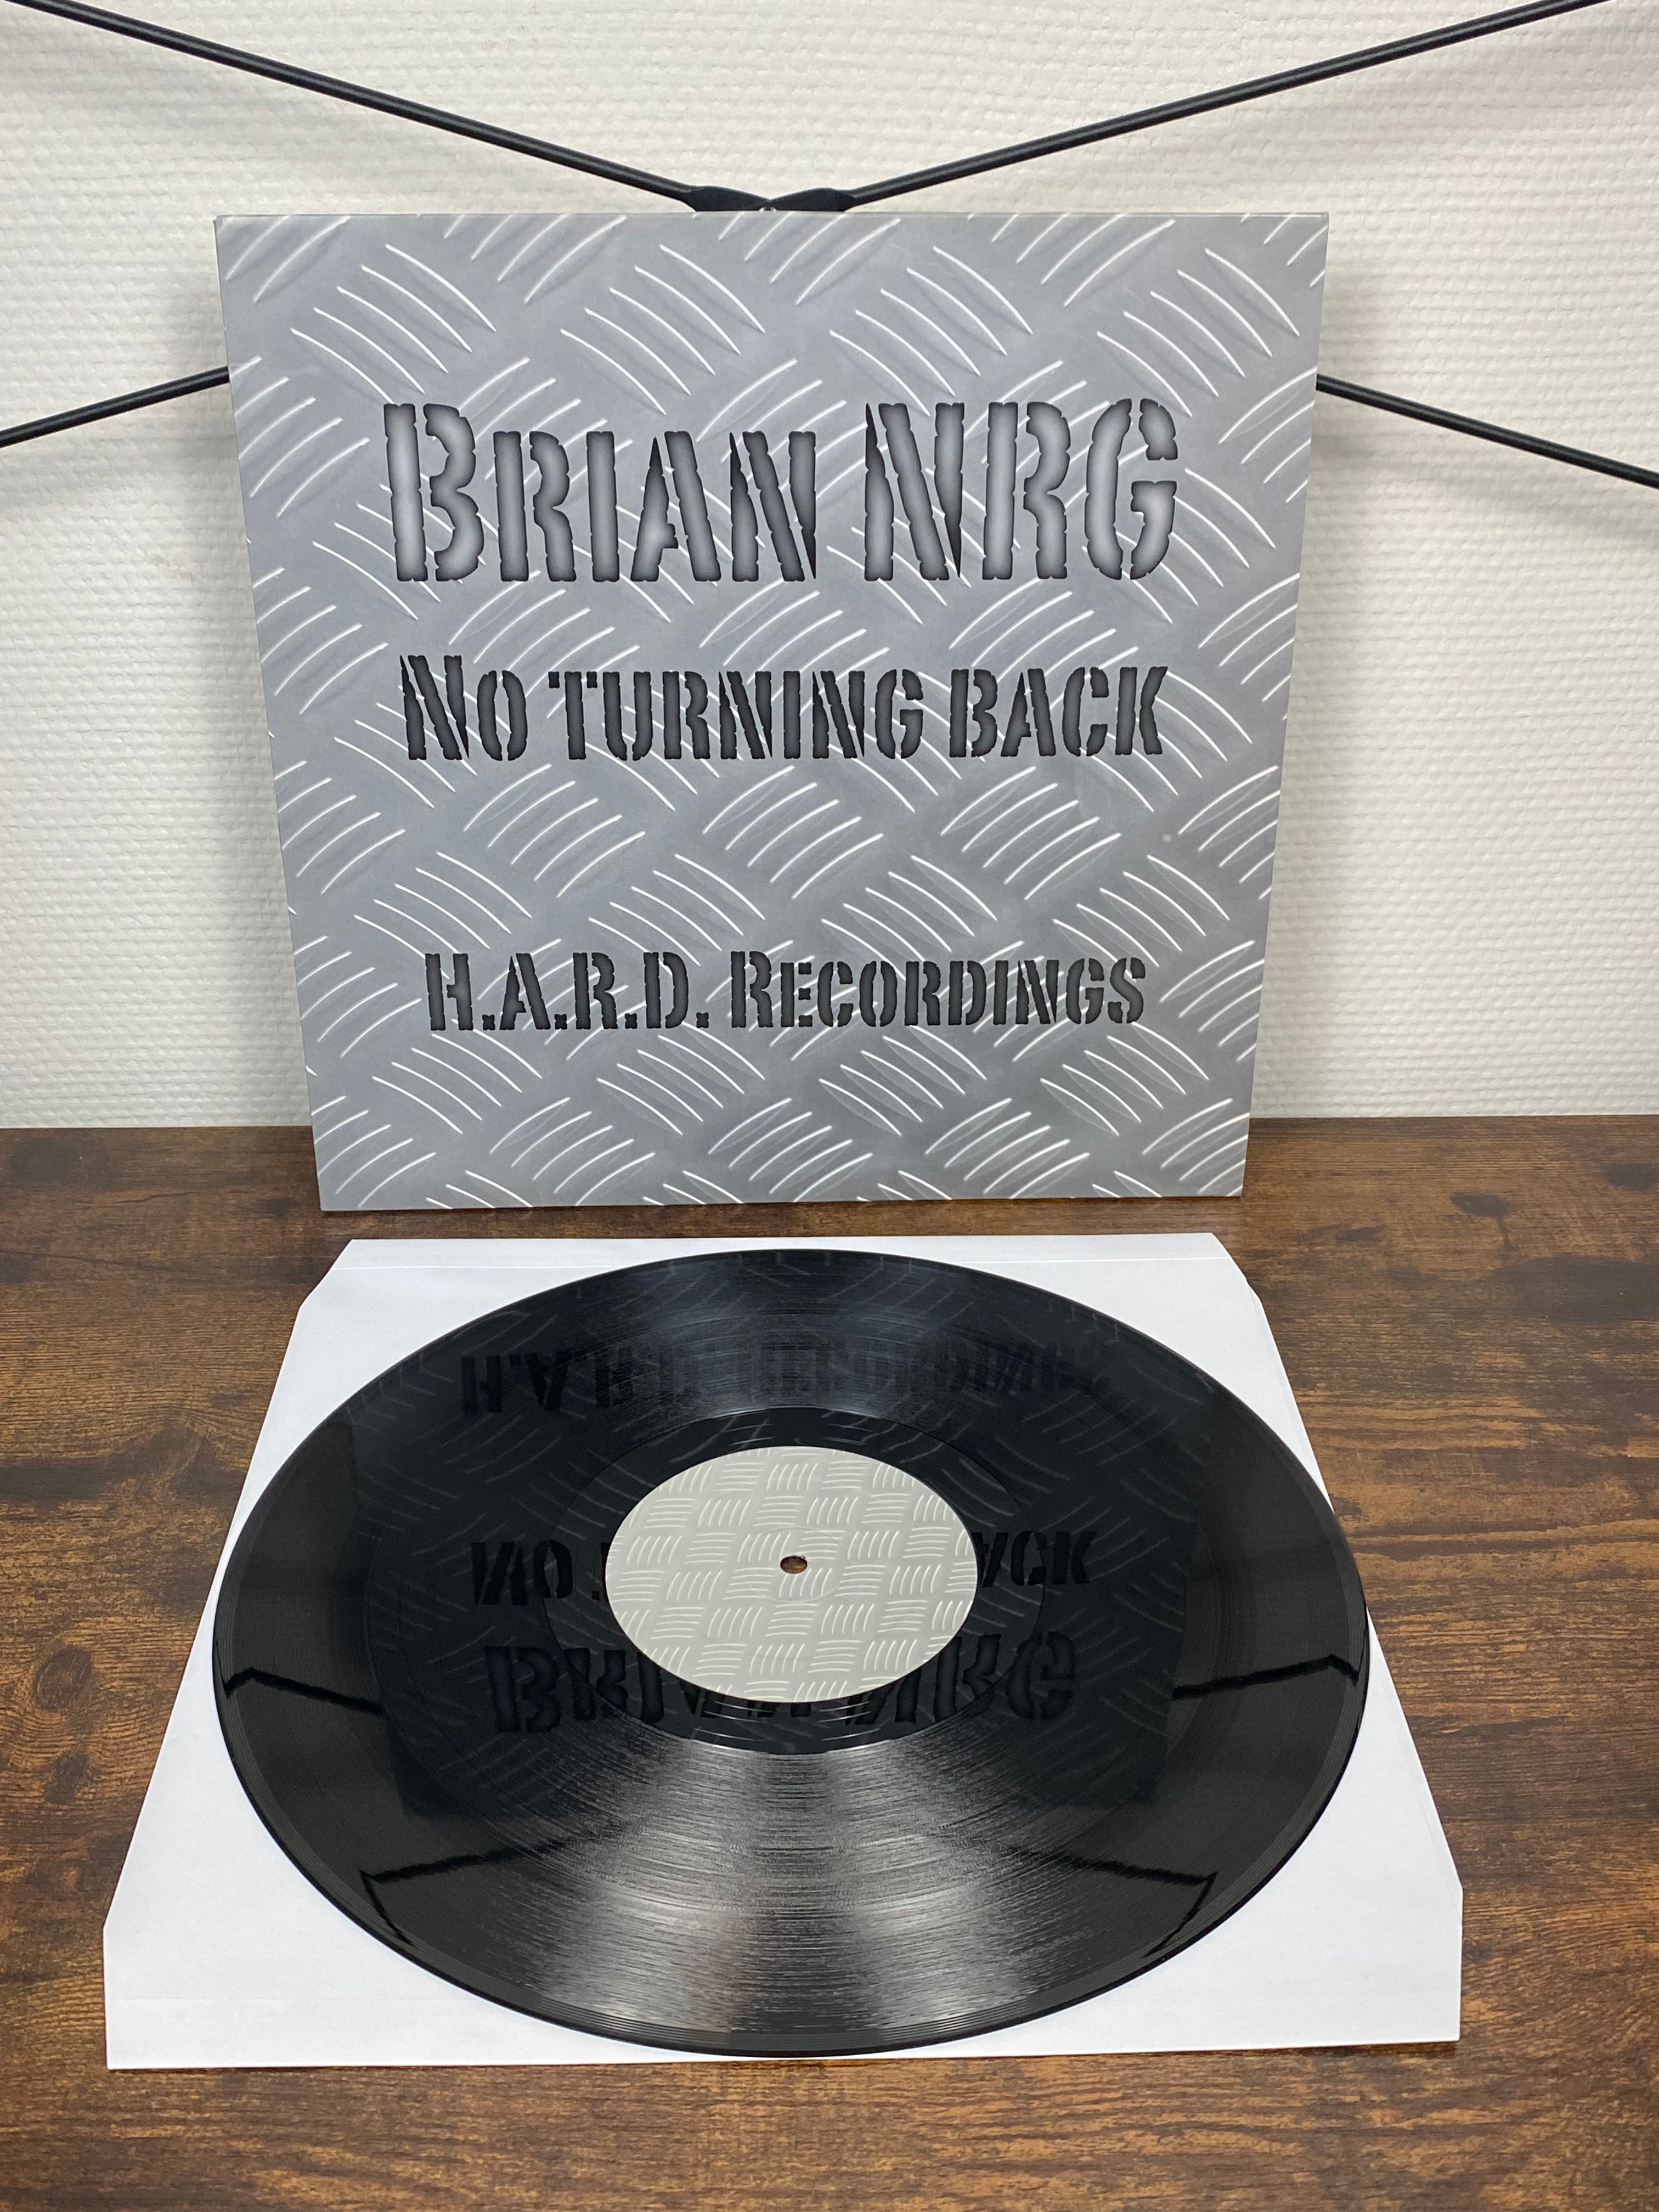 Brian NRG
No turning back
H.A.R.D. Recordings